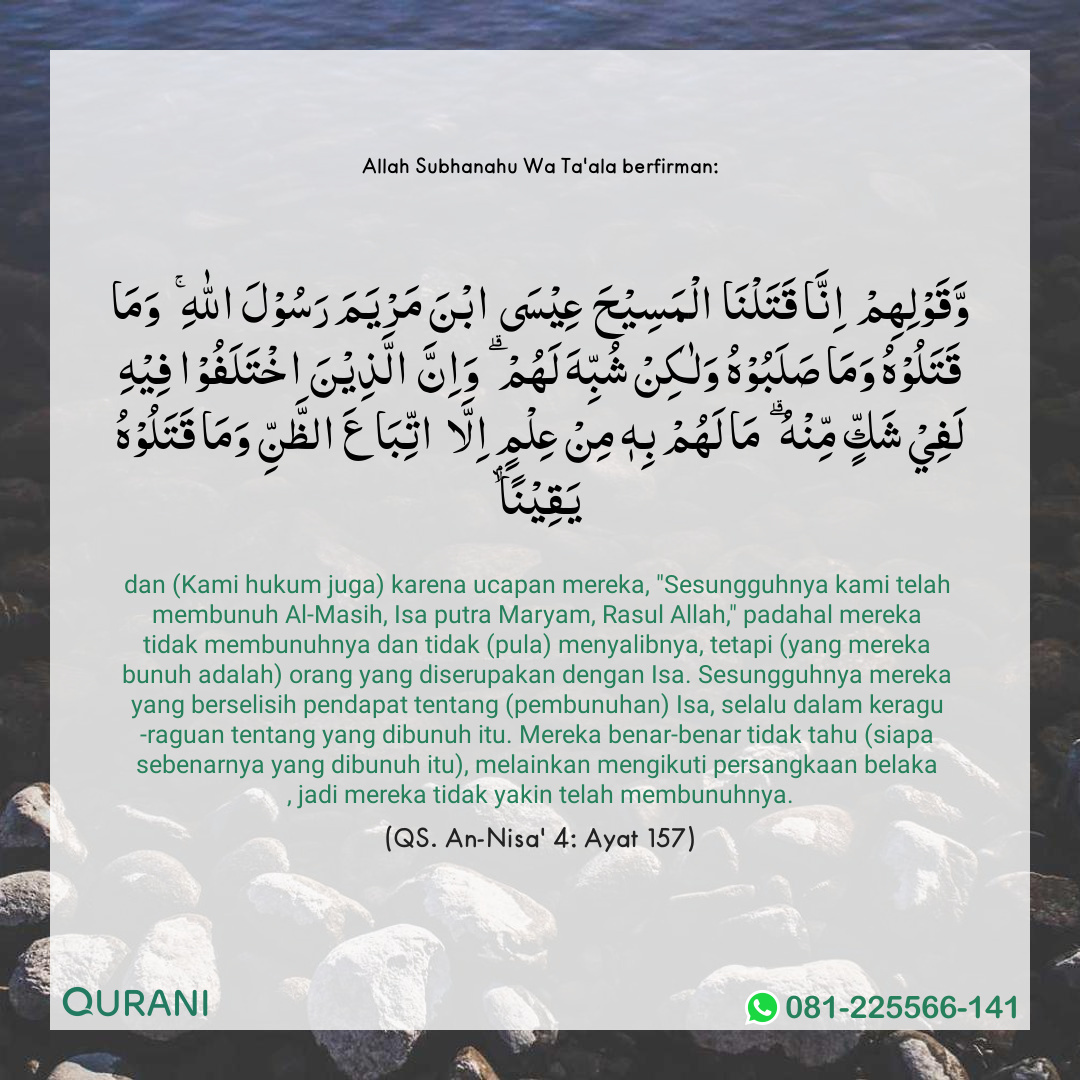 Allah Subhanahu Wa Ta'ala berfirman:
وَّقَوْلِهِمْ اِنَّا قَتَلْنَا الْمَسِيْحَ عِيْسَى ابْنَ مَرْيَمَ رَسُوْلَ اللّٰهِ ۚ وَمَا
قَتَلُوْهُ وَمَا صَلَبُوْهُ وَلٰكِنْ شُبِّهَ لَهُمْ ۗ وَاِنَّ الَّذِيْنَ اخْتَلَفُوْا فِيْهِ
لَفِيْ شَكٍّ مِّنْهُ ۗ مَا لَهُمْ بِهٖ مِنْ عِلْمٍ اِلَّا اتِّبَاعَ الظَّنِّ وَمَا قَتَلُوْهُ
يَقِيْنًاۙ
dan (Kami hukum juga) karena ucapan mereka, "Sesungguhnya kami telah
membunuh Al-Masih, Isa putra Maryam, Rasul Allah," padahal mereka
tidak membunuhnya dan tidak (pula) menyalibnya, tetapi (yang mereka
bunuh adalah) orang yang diserupakan dengan Isa. Sesungguhnya mereka
yang berselisih pendapat tentang (pembunuhan) Isa, selalu dalam keragu
-raguan tentang yang dibunuh itu. Mereka benar-benar tidak tahu (siapa
sebenarnya yang dibunuh itu), melainkan mengikuti persangkaan belaka
, jadi mereka tidak yakin telah membunuhnya.
(QS. An-Nisa' 4: Ayat 157)
QURANI
081-225566-141